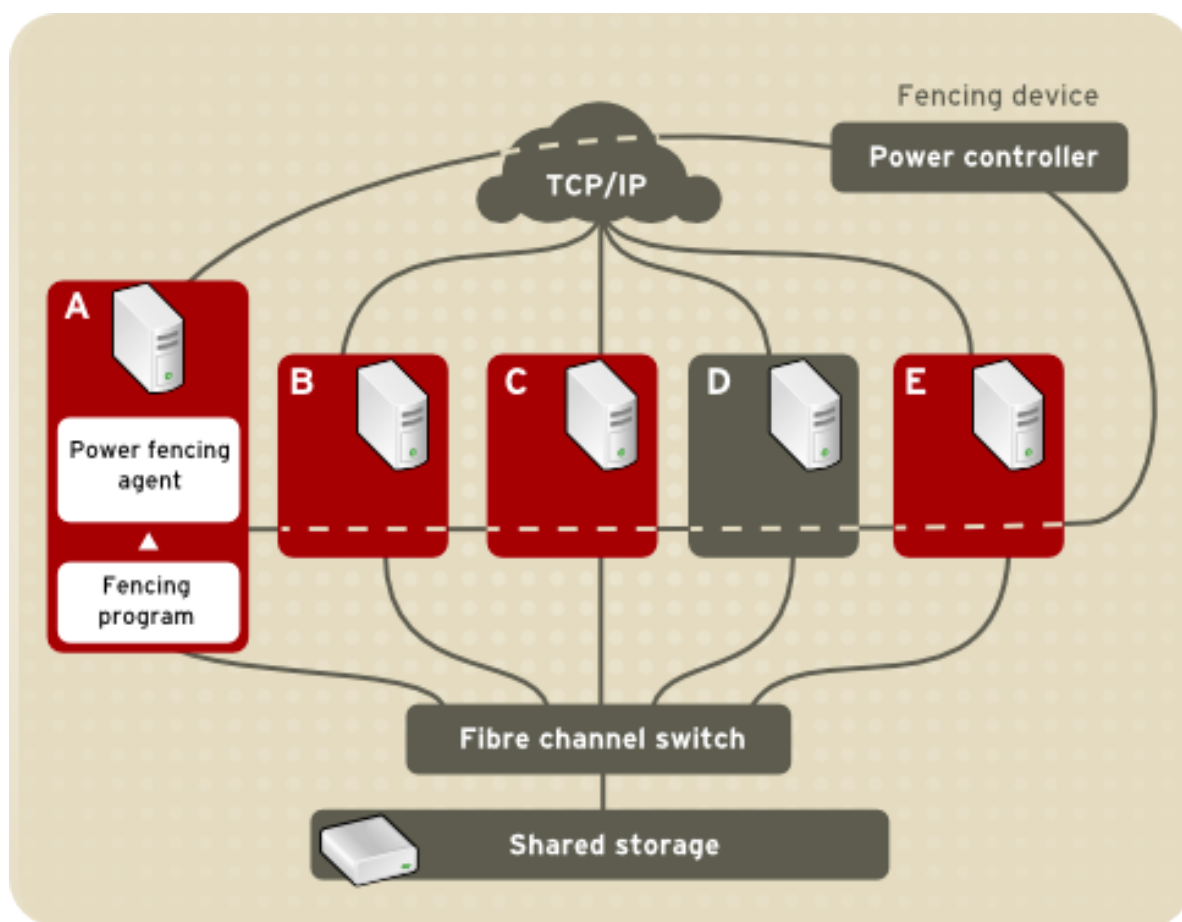 Fencing device
Power controller
TCP/IP
A
B
C
D
E
Power fencing
agent
Fencing
program
Fibre channel switch
Shared storage